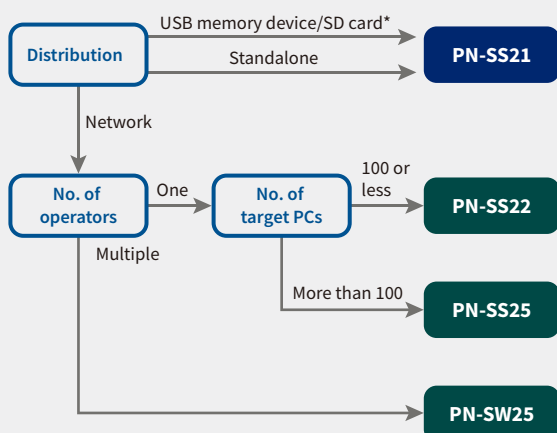 USB memory device/SD card*
Distribution
Standalone
PN-SS21
Network
No. of
operators
One
No. of
target PCs
100 or
less
PN-SS22
Multiple
More than 100
PN-SS25
PN-SW25